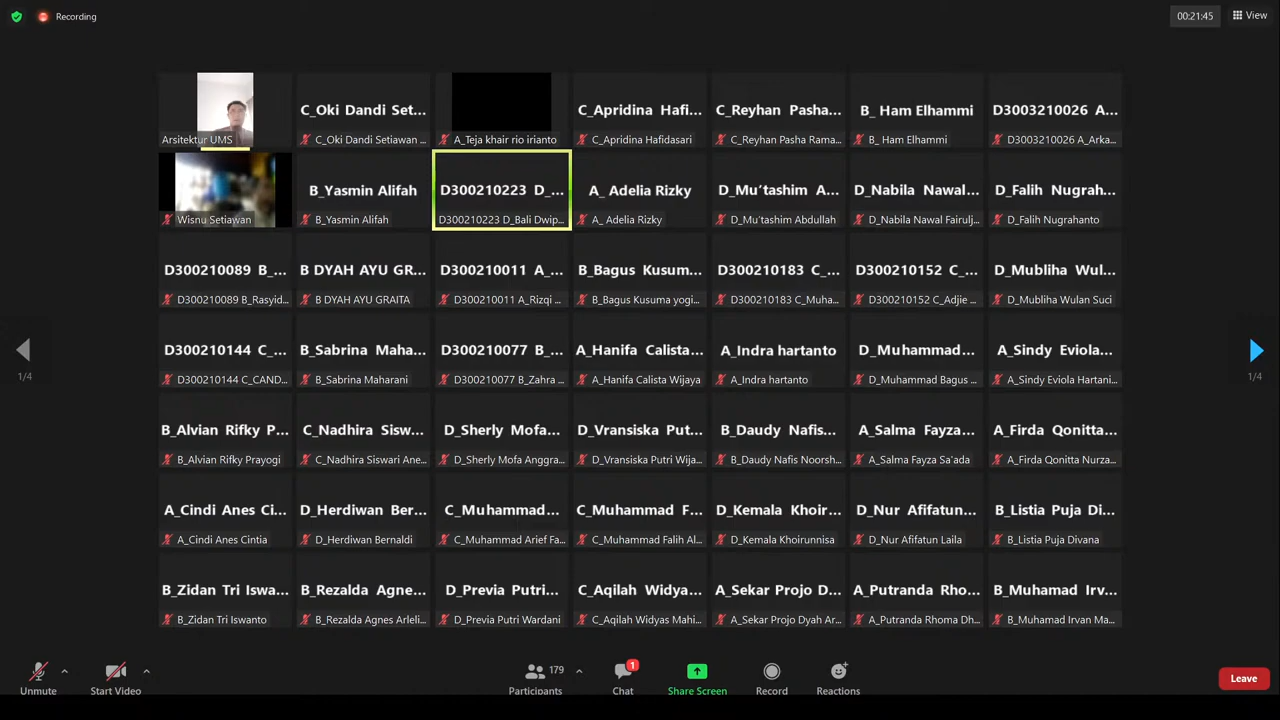 Recording
00:21:45
View
Arsitektur UMS
C_Oki Dandi Set...
C_Oki Dandi Setiawan ...
A_Teja khair rio irianto
C_Apridina Hafi...
C_Apridina Hafidasari
C_Reyhan Pasha...
C_Reyhan Pasha Rama...
B_ Ham Elhammi
B_ Ham Elhammi
D3003210026 A...
D3003210026 A_Arka...
Wisnu Setiawan
B_Yasmin Alifah
B_Yasmin Alifah
D300210223 D_...
D300210223 D_Bali Dwip...
A_ Adelia Rizky
A_ Adelia Rizky
D_Mu’tashim A...
D_Mu’tashim Abdullah
D_Nabila Nawal...
D_Nabila Nawal Fairulj...
D_Falih Nugrah...
D_Falih Nugrahanto
D300210089 B_...
D300210089 B_Rasyid...
B DYAH AYU GR...
B DYAH AYU GRAITA
D300210011 A_...
D300210011 A_Rizqi ...
B_Bagus Kusum...
B_Bagus Kusuma yogi...
D300210183 C_...
D300210183 C_Muha...
D300210152 C_...
D300210152 C_Adjie ...
D_Mubliha Wul...
D_Mubliha Wulan Suci
1/4
1/4
D300210144 C_...
D300210144 C_CAND...
B_Sabrina Maha...
B_Sabrina Maharani
D300210077 B_...
D300210077 B_Zahra ...
A_Hanifa Calista...
A_Hanifa Calista Wijaya
A_Indra hartanto
A_Indra hartanto
D_Muhammad...
D_Muhammad Bagus ...
A_Sindy Eviola...
A_Sindy Eviola Hartani...
B_Alvian Rifky P...
B_Alvian Rifky Prayogi
C_Nadhira Sisw...
C_Nadhira Siswari Ane...
D_Sherly Mofa...
D_Sherly Mofa Anggra...
D_Vransiska Put...
D_Vransiska Putri Wija...
B_Daudy Nafis...
B_Daudy Nafis Noorsh...
A_Salma Fayza...
A_Salma Fayza Sa'ada
A_Firda Qonitta...
A_Firda Qonitta Nurza...
A_Cindi Anes Ci...
A_Cindi Anes Cintia
D_Herdiwan Ber...
D_Herdiwan Bernaldi
C_Muhammad...
C_Muhammad Arief Fa...
C_Muhammad F...
C_Muhammad Falih Al...
D_Kemala Khoir...
D_Kemala Khoirunnisa
D_Nur Afifatun...
D_Nur Afifatun Laila
B_Listia Puja Di...
B_Listia Puja Divana
B_Zidan Tri Iswa...
B_Zidan Tri Iswanto
B_Rezalda Agne...
B_Rezalda Agnes Arleli...
D_Previa Putri...
D_Previa Putri Wardani
C_Aqilah Widya...
C_Aqilah Widyas Mahi...
A_Sekar Projo D...
A_Sekar Projo Dyah Ar...
A_Putranda Rho...
A_Putranda Rhoma Dh...
B_Muhamad Irv...
B_Muhamad Irvan Ma...
Unmute
Start Video
179
Participants
1
Chat
Share Screen
Record
Reactions
Leave